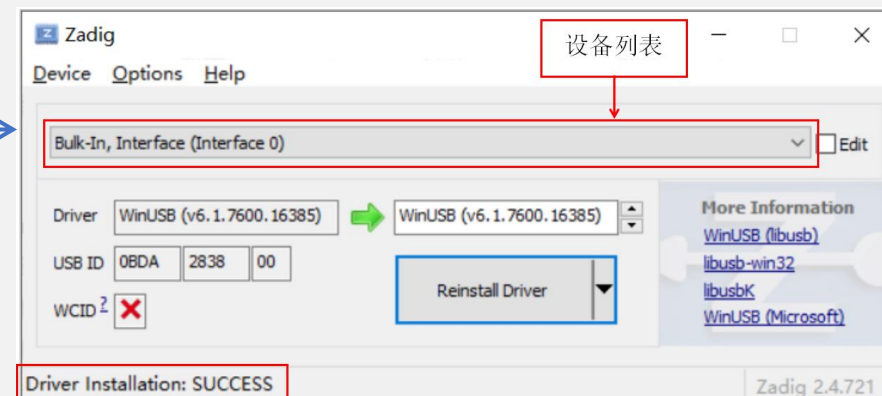 Zadig
设备列表
Device Options Help
Bulk-In, Interface (Interface 0)
Edit
Driver WinUSB (v6.1.7600.16385) WinUSB (v6.1.7600.16385)
USB ID 0BDA 2838 00
WCID ?
Reinstall Driver
More Information
WinUSB (libusb)
libusb-win32
libusbK
WinUSB (Microsoft)
Driver Installation: SUCCESS
Zadig 2.4.721